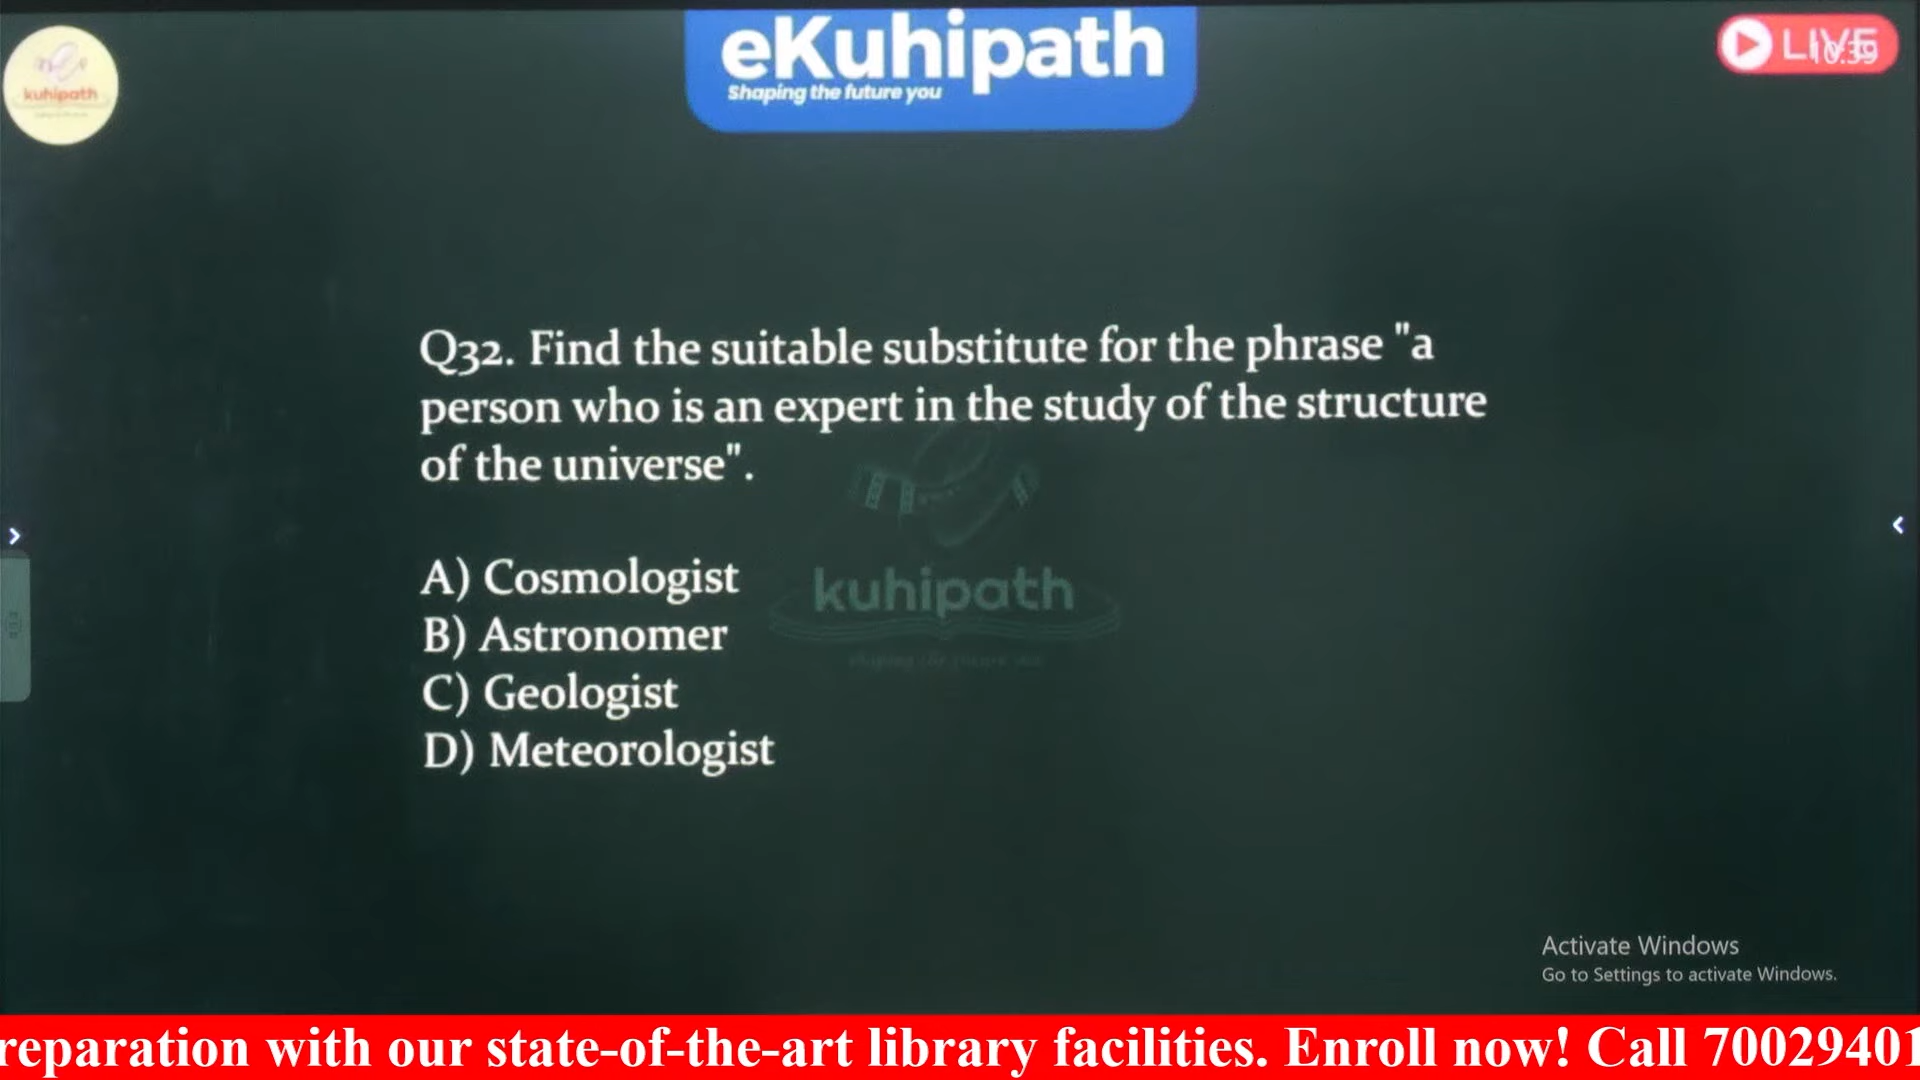 eKuhipath
Shaping the future you
kuhipath
LIVE
10:39
Q32. Find the suitable substitute for the phrase "a
person who is an expert in the study of the structure
of the universe".
kuhipath
A) Cosmologist
B) Astronomer
C) Geologist
D) Meteorologist
Activate Windows
Go to Settings to activate Windows.
reparation with our state-of-the-art library facilities. Enroll now! Call 70029401